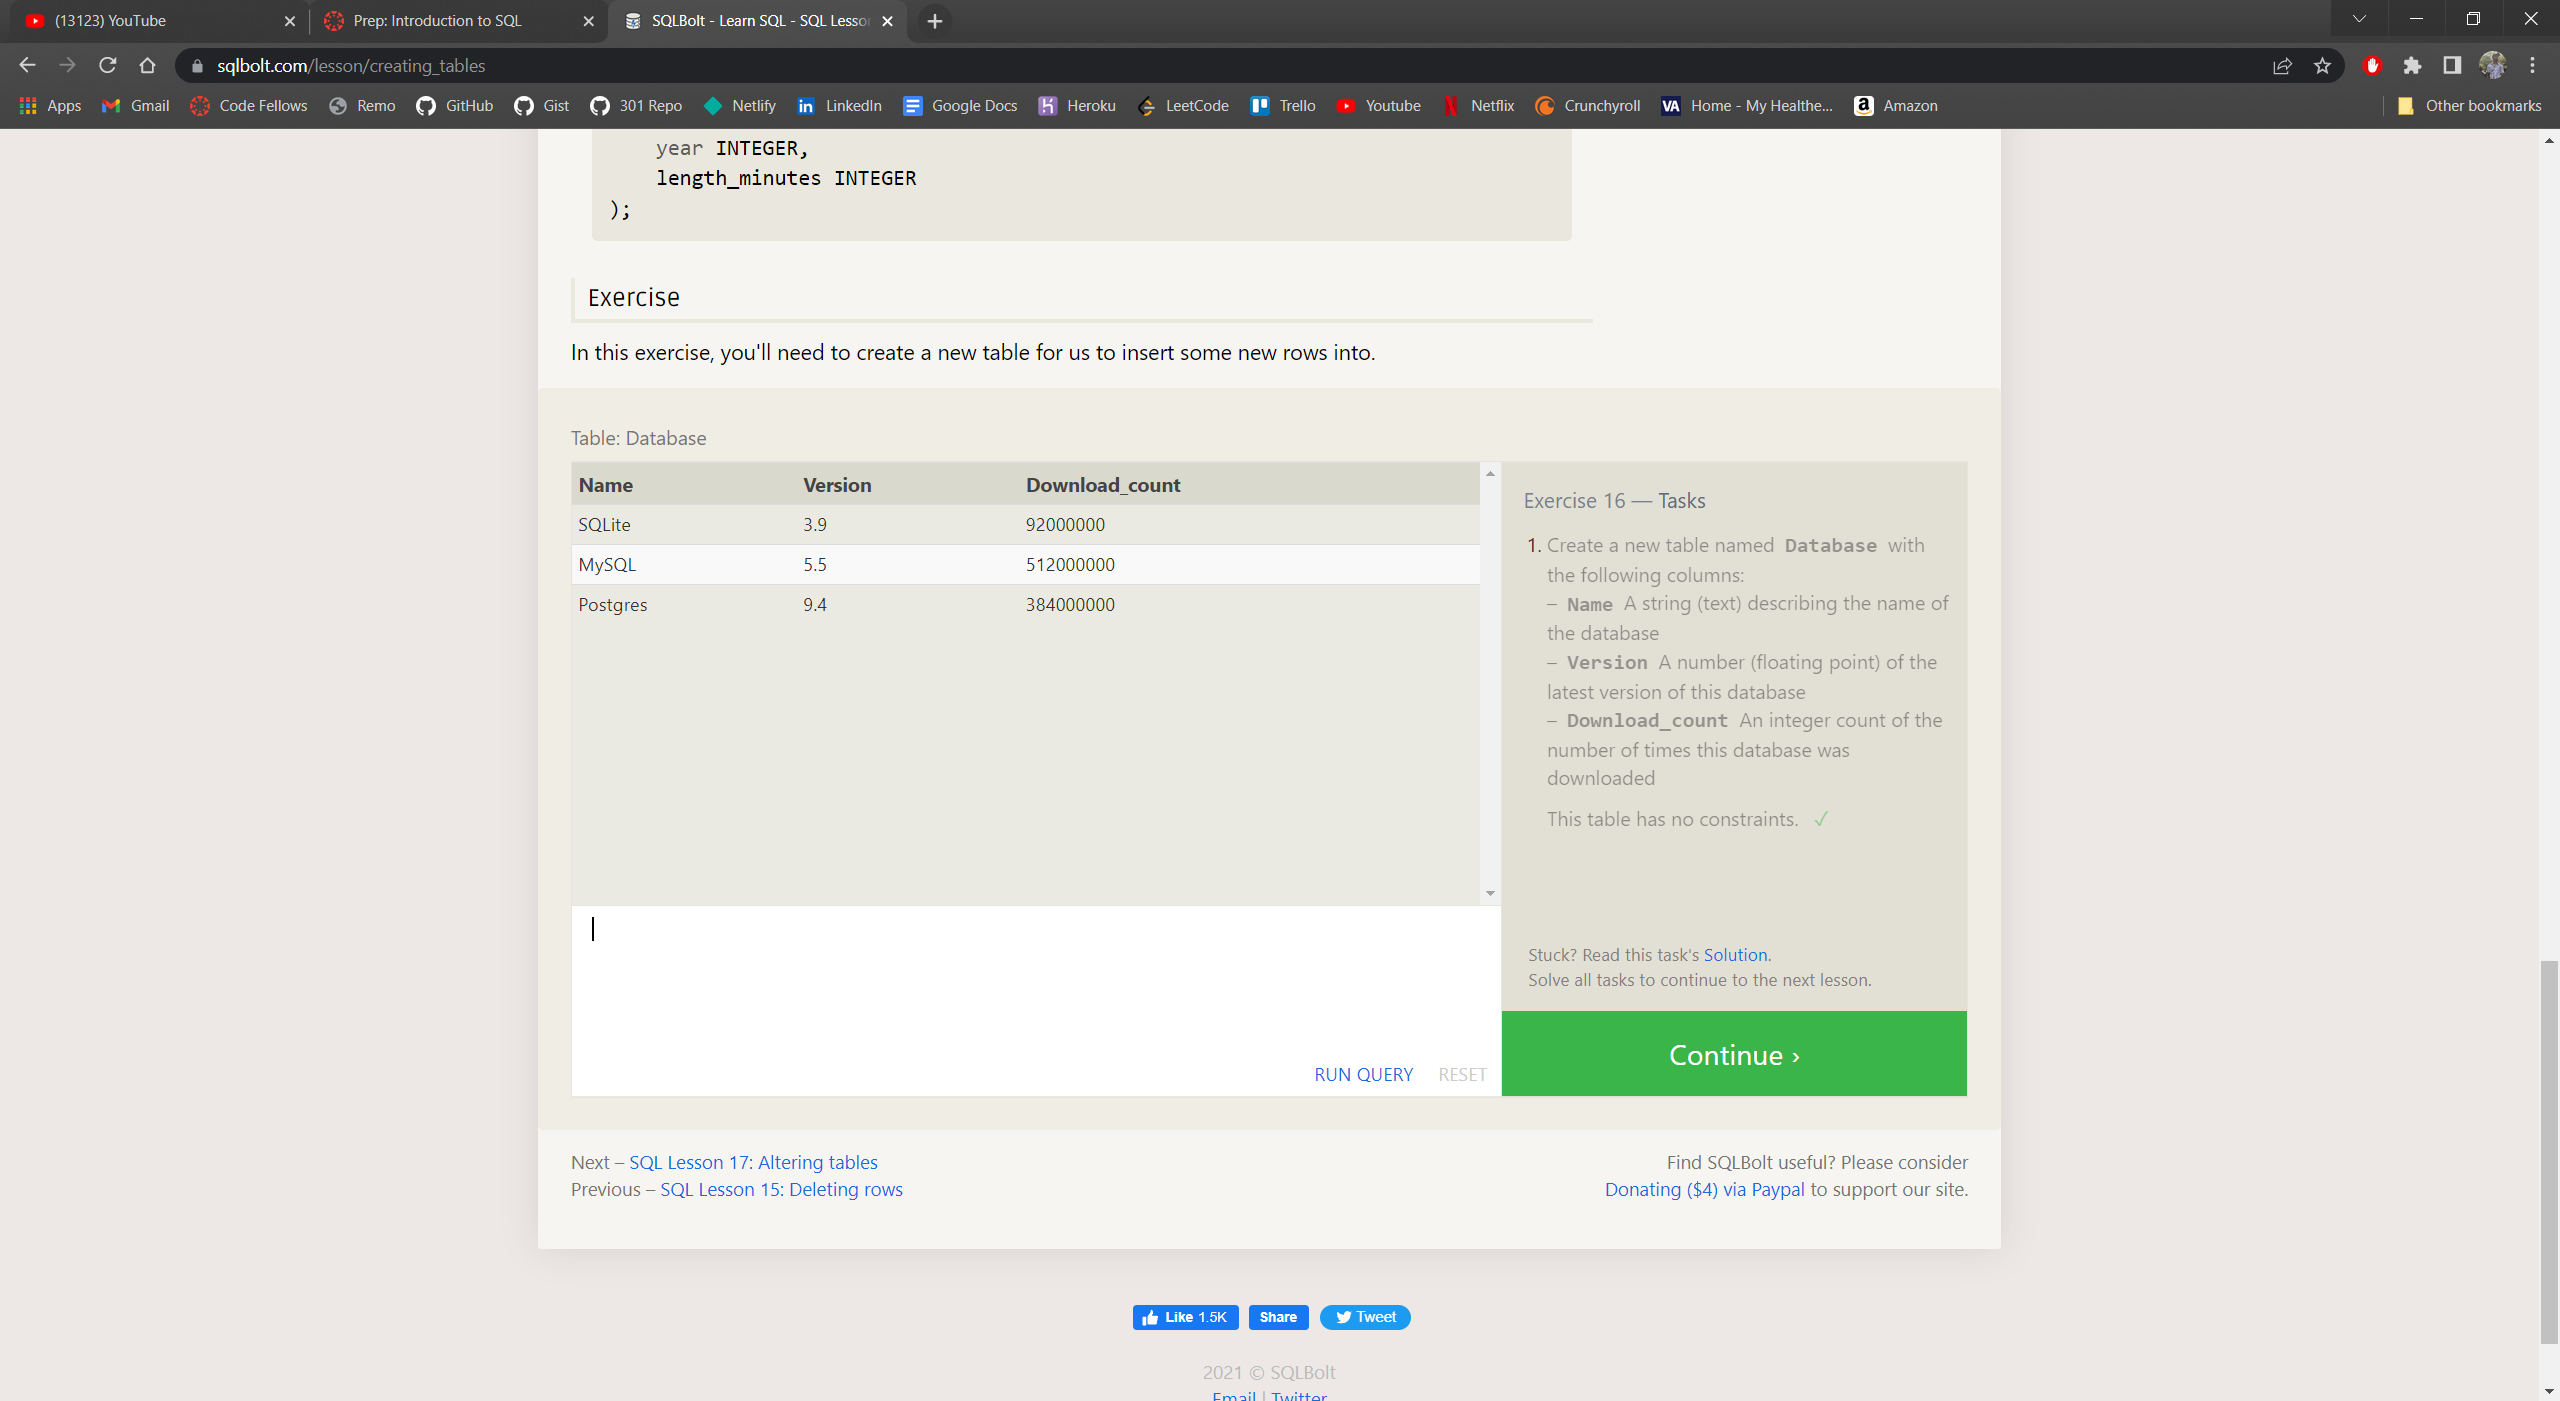 (13123) YouTube
Prep: Introduction to SQL
SQLBolt - Learn SQL - SQL Lesso
sqlbolt.com/lesson/creating_tables
Apps Gmail Code Fellows Remo GitHub Gist 301 Repo Netlify LinkedIn Google Docs Heroku LeetCode Trello Youtube Netflix Crunchyroll VA Home - My Healthe... Amazon Other bookmarks
year INTEGER,
length_minutes INTEGER
);
Exercise
In this exercise, you'll need to create a new table for us to insert some new rows into.
Table: Database
Name Version Download_count
SQLite 3.9 92000000
MySQL 5.5 512000000
Postgres 9.4 384000000
RUN QUERY RESET
Exercise 16 — Tasks
1. Create a new table named Database with
the following columns:
– Name A string (text) describing the name of
the database
– Version A number (floating point) of the
latest version of this database
– Download_count An integer count of the
number of times this database was
downloaded
This table has no constraints. ✓
Stuck? Read this task's Solution.
Solve all tasks to continue to the next lesson.
Continue ›
Next – SQL Lesson 17: Altering tables
Previous – SQL Lesson 15: Deleting rows
Find SQLBolt useful? Please consider
Donating ($4) via Paypal to support our site.
Like 1.5K Share Tweet
2021 © SQLBolt
Email | Twitter